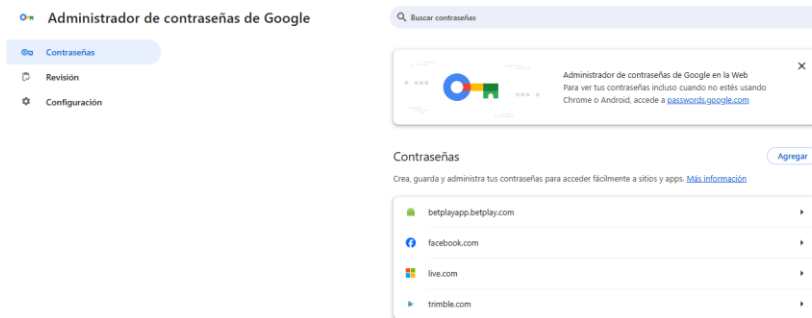 Administrador de contraseñas de Google
Buscar contraseñas
Contraseñas
Revisión
Configuración
Administrador de contraseñas de Google en la Web
Para ver tus contraseñas incluso cuando no estés usando
Chrome o Android, accede a passwords.google.com
Contraseñas
Agregar
Crea, guarda y administra tus contraseñas para acceder fácilmente a sitios y apps. Más información
betplayapp.betplay.com
facebook.com
live.com
trimble.com